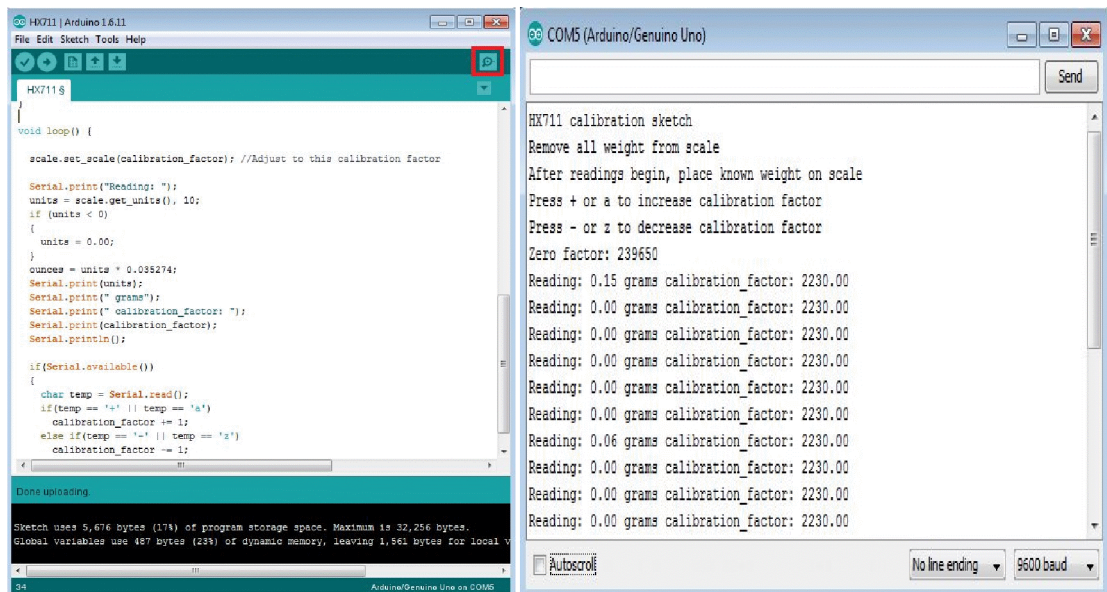 HX711 | Arduino 1.6.11
File Edit Sketch Tools Help
HX711 §
}
void loop() {
scale.set_scale(calibration_factor); //Adjust to this calibration factor
Serial.print("Reading: ");
units = scale.get_units(), 10;
if (units < 0)
{
units = 0.00;
}
ounces = units * 0.035274;
Serial.print(units);
Serial.print(" grams");
Serial.print(" calibration_factor: ");
Serial.print(calibration_factor);
Serial.println();
if(Serial.available())
{
char temp = Serial.read();
if(temp == '+' || temp == 'a')
calibration_factor += 1;
else if(temp == '-' || temp == 'z')
calibration_factor -= 1;
Done uploading.
Sketch uses 5,676 bytes (17%) of program storage space. Maximum is 32,256 bytes.
Global variables use 487 bytes (23%) of dynamic memory, leaving 1,561 bytes for local v
34
Arduino/Genuino Uno on COM5
COM5 (Arduino/Genuino Uno)
Send
HX711 calibration sketch
Remove all weight from scale
After readings begin, place known weight on scale
Press + or a to increase calibration factor
Press - or z to decrease calibration factor
Zero factor: 239650
Reading: 0.15 grams calibration_factor: 2230.00
Reading: 0.00 grams calibration_factor: 2230.00
Reading: 0.00 grams calibration_factor: 2230.00
Reading: 0.00 grams calibration_factor: 2230.00
Reading: 0.00 grams calibration_factor: 2230.00
Reading: 0.00 grams calibration_factor: 2230.00
Reading: 0.06 grams calibration_factor: 2230.00
Reading: 0.00 grams calibration_factor: 2230.00
Reading: 0.00 grams calibration_factor: 2230.00
Reading: 0.00 grams calibration_factor: 2230.00
Autoscroll
No line ending
9600 baud